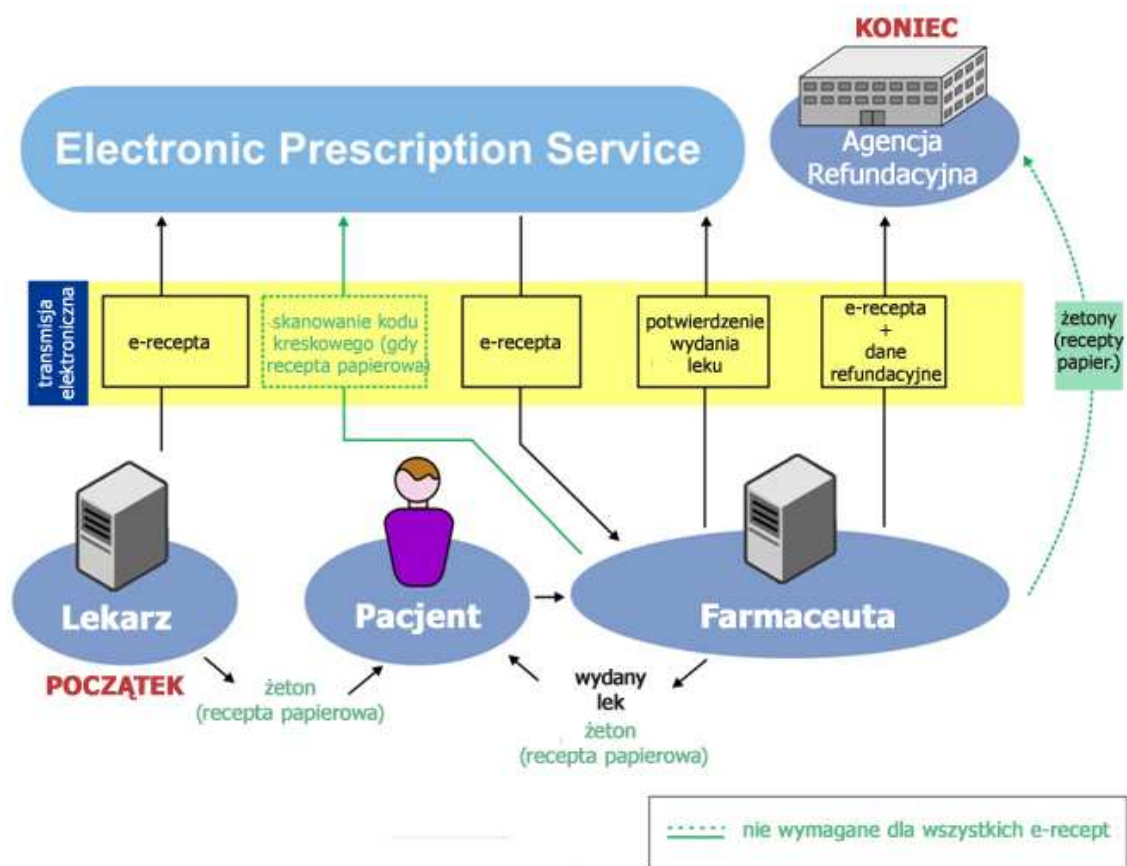 KONIEC
Electronic Prescription Service
Agencja
Refundacyjna
transmisja
elektroniczna
e-recepta
skanowanie kodu
kreskowego (gdy
recepta papierowa)
e-recepta
potwierdzenie
wydania
leku
e-recepta
+
dane
refundacyjne
żetony
(recepty
papier.)
Lekarz
Pacjent
Farmaceuta
POCZĄTEK
żeton
(recepta papierowa)
wydany
lek
żeton
(recepta papierowa)
nie wymagane dla wszystkich e-recept